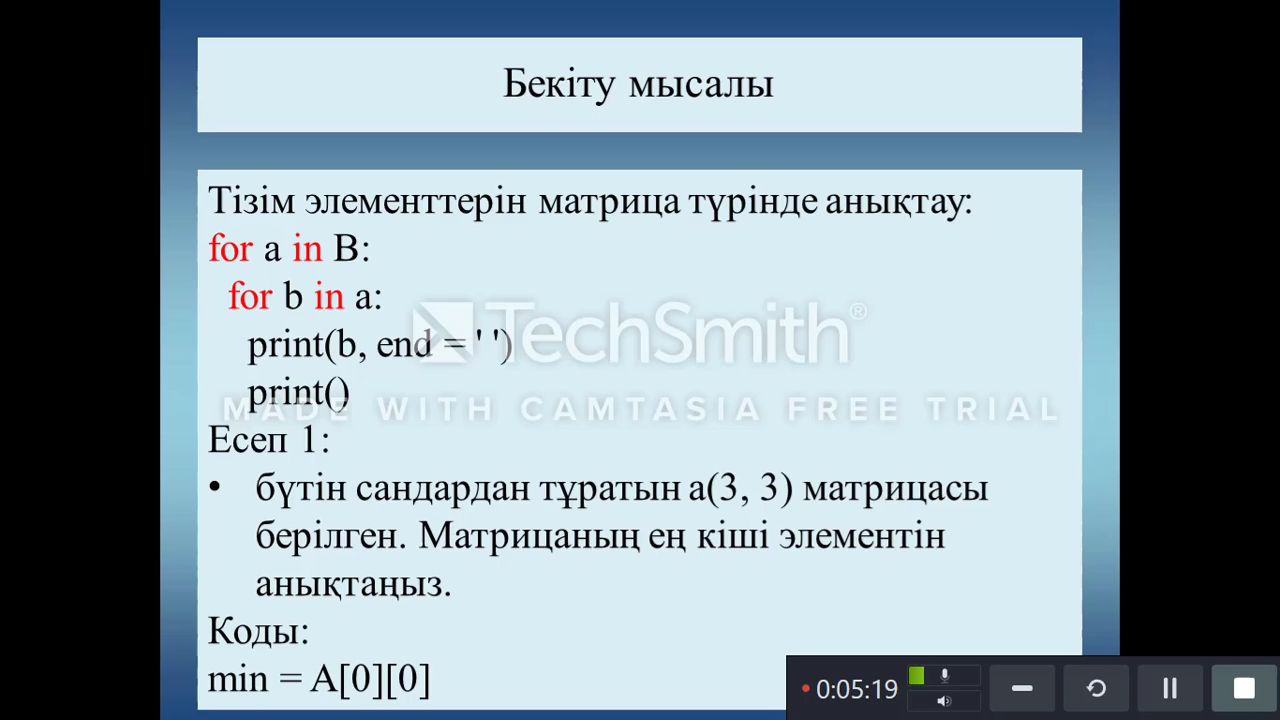 Бекіту мысалы
Тізім элементтерін матрица түрінде анықтау:
for a in B:
for b in a:
print(b, end = ' ')
print()
TechSmith®
MADE WITH CAMTASIA FREE TRIAL
Есеп 1:
• бүтін сандардан тұратын а(3, 3) матрицасы
берілген. Матрицаның ең кіші элементін
анықтаңыз.
Коды:
min = A[0][0]
0:05:19